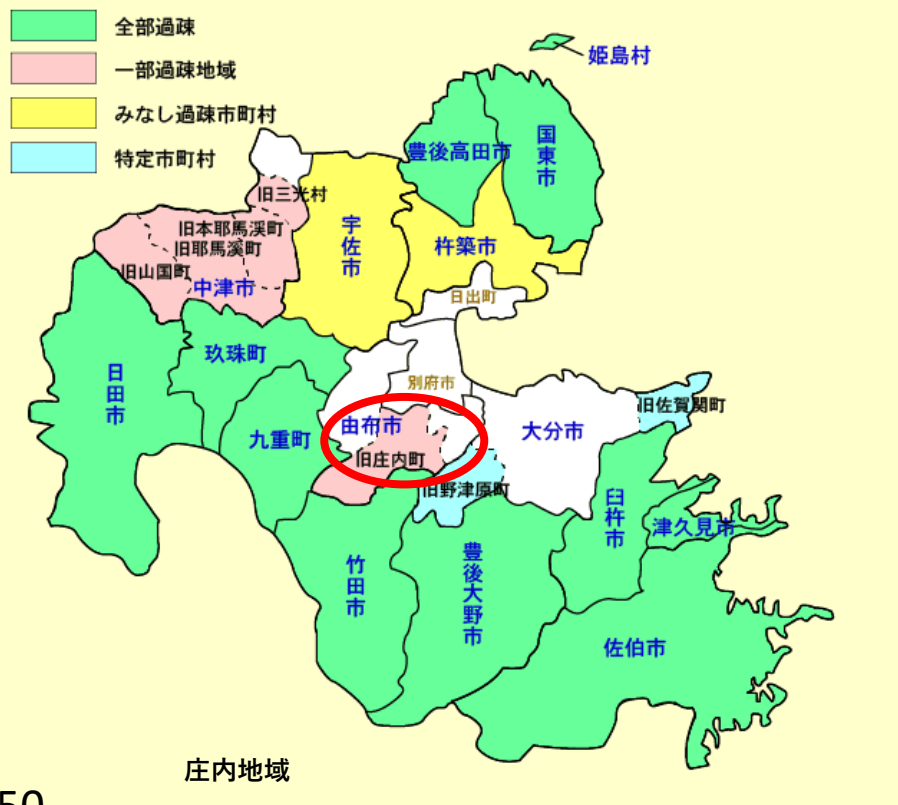 全部過疎
一部過疎地域
みなし過疎市町村
特定市町村
姫島村
豊後高田市
国東市
旧三光村
宇佐市
旧本耶馬渓町
旧耶馬溪町
杵築市
旧山国町
中津市
日出町
玖珠町
日田市
別府市
旧佐賀関町
由布市
大分市
九重町
旧庄内町
旧野津原町
臼杵市
津久見市
竹田市
豊後大野市
佐伯市
庄内地域
50